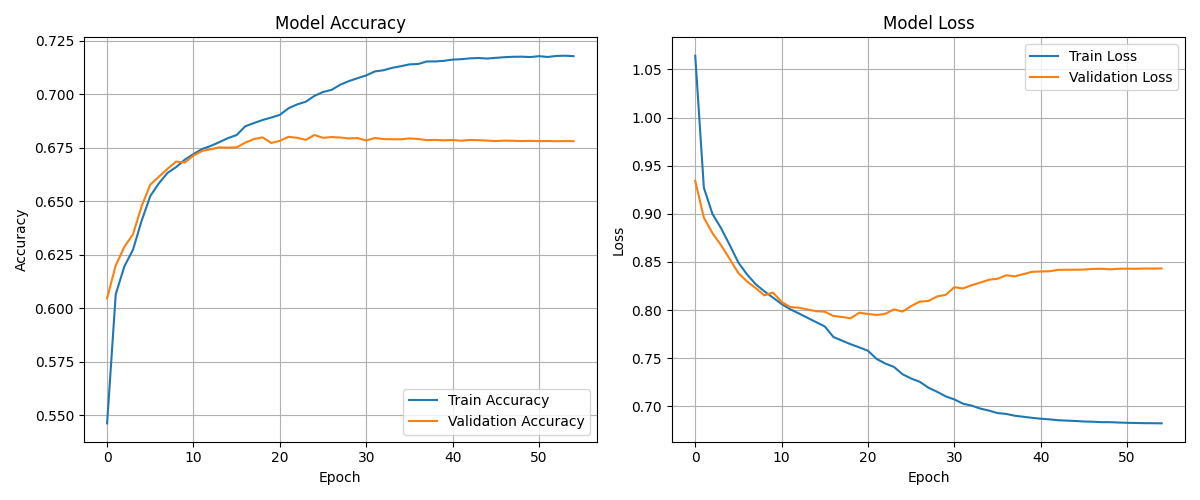 Model Accuracy
0.725
0.700
0.675
0.650
0.625
0.600
0.575
0.550
Accuracy
0 10 20 30 40 50
Epoch
Train Accuracy
Validation Accuracy
Model Loss
1.05
1.00
0.95
0.90
0.85
0.80
0.75
0.70
Loss
0 10 20 30 40 50
Epoch
Train Loss
Validation Loss